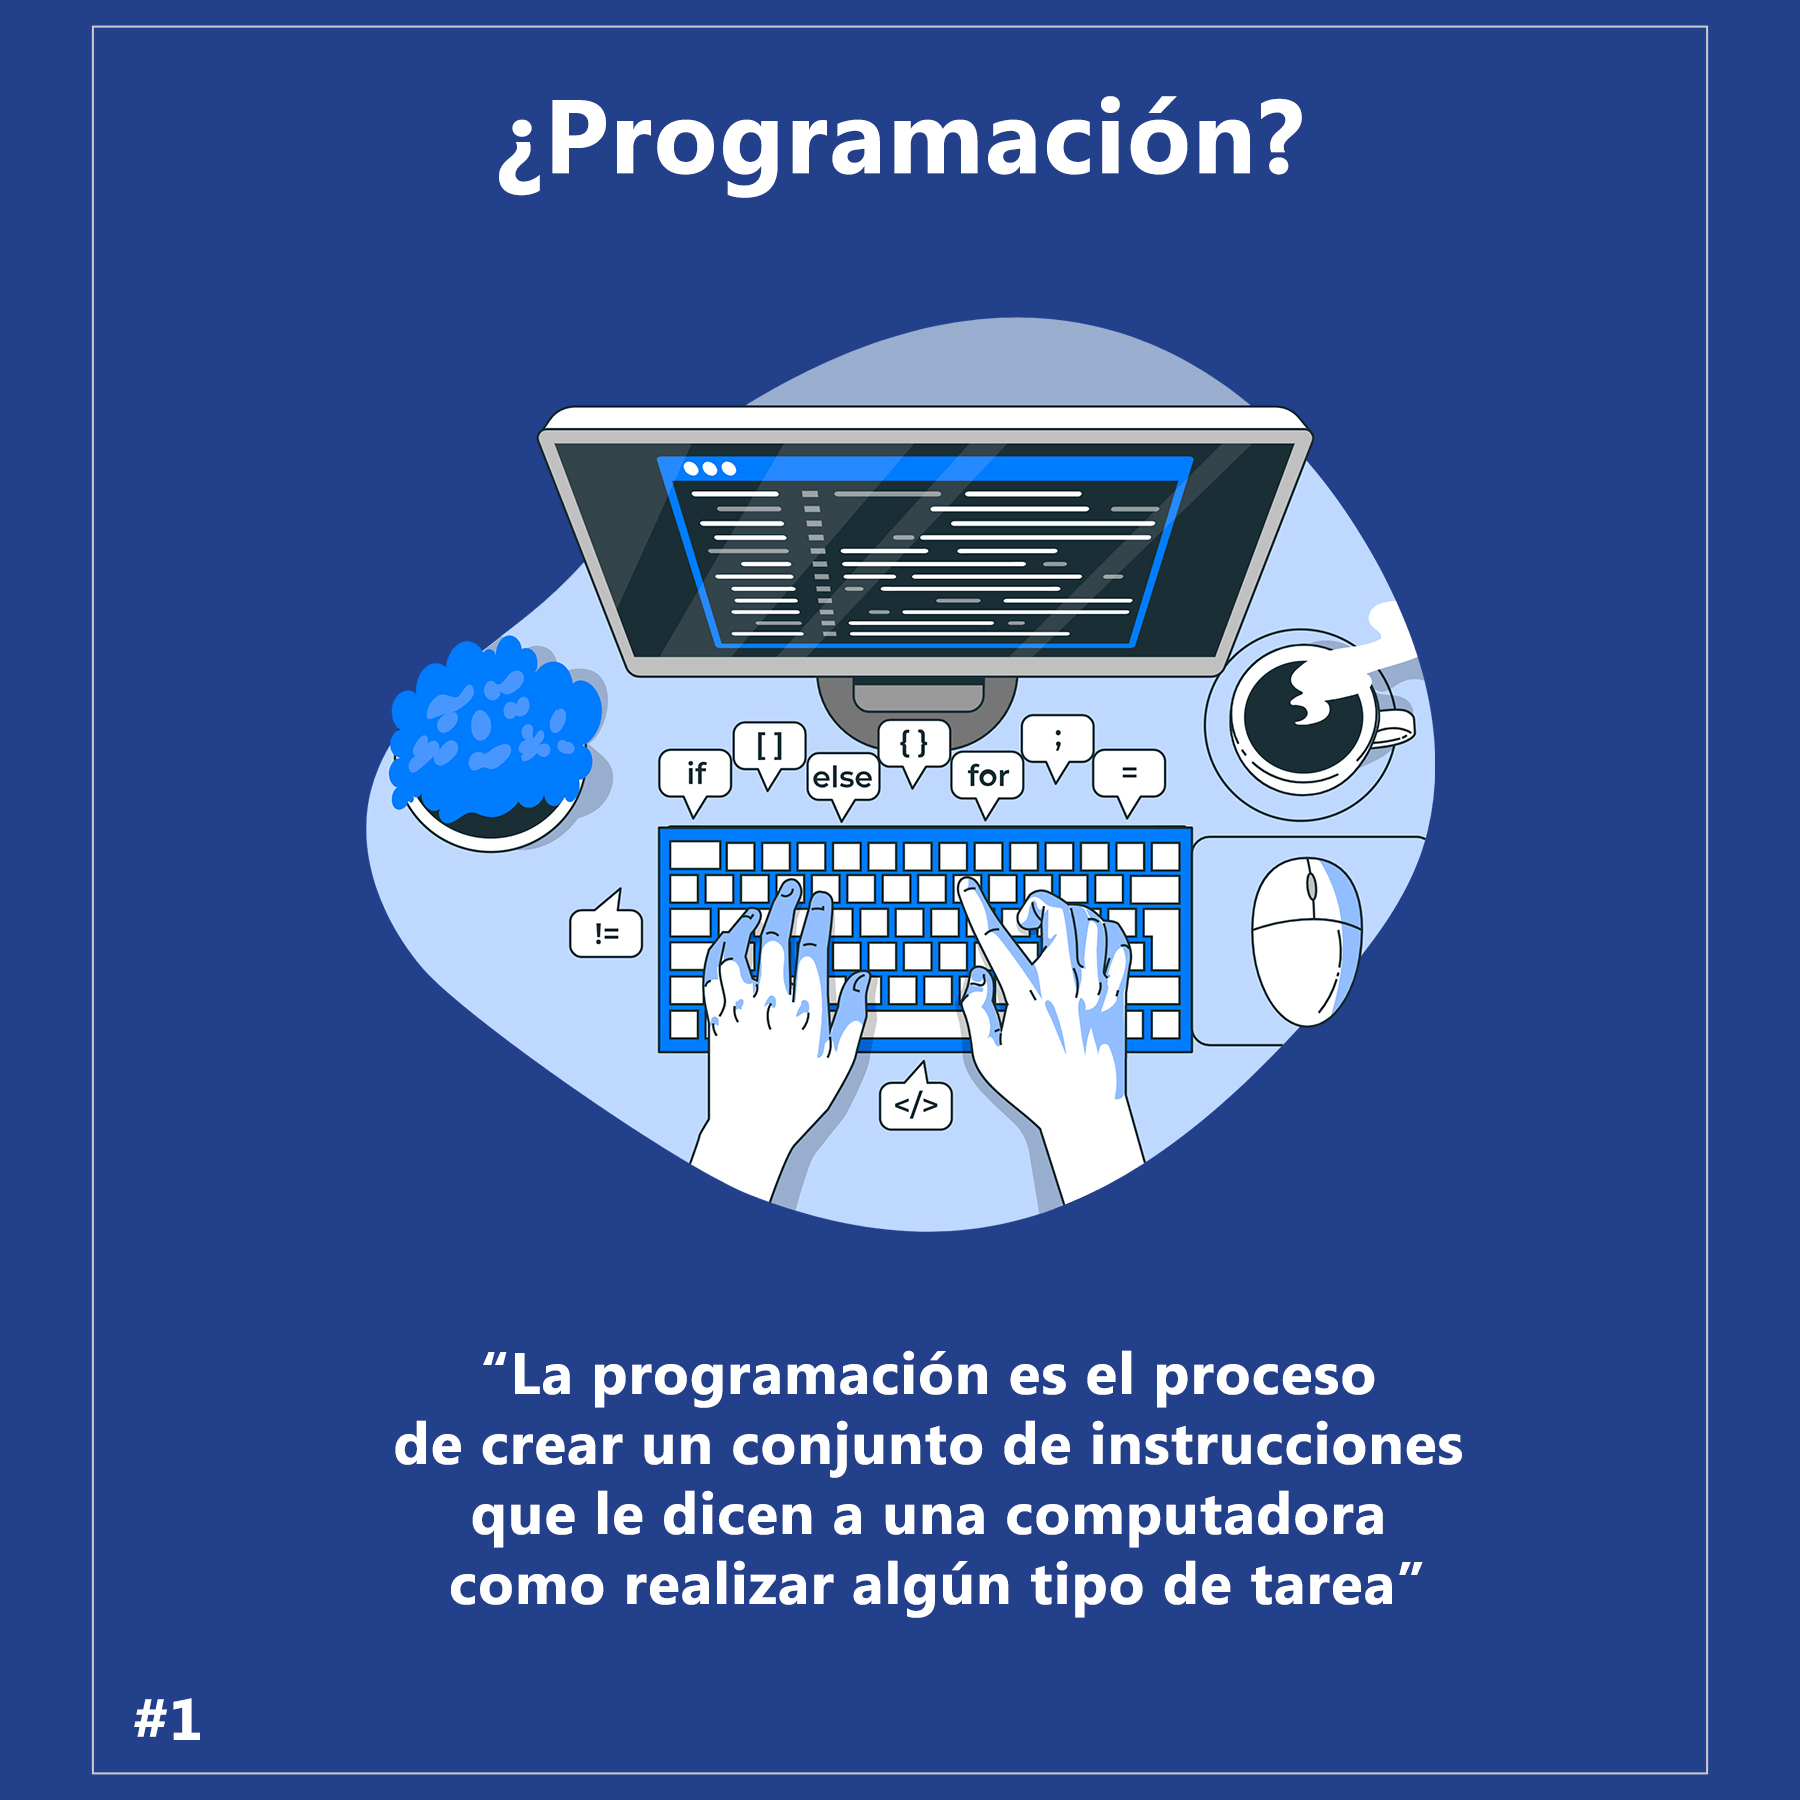 ¿Programación?
[ ]
{ }
;
if
else
for
=
!=
</>
“La programación es el proceso
de crear un conjunto de instrucciones
que le dicen a una computadora
como realizar algún tipo de tarea”
#1